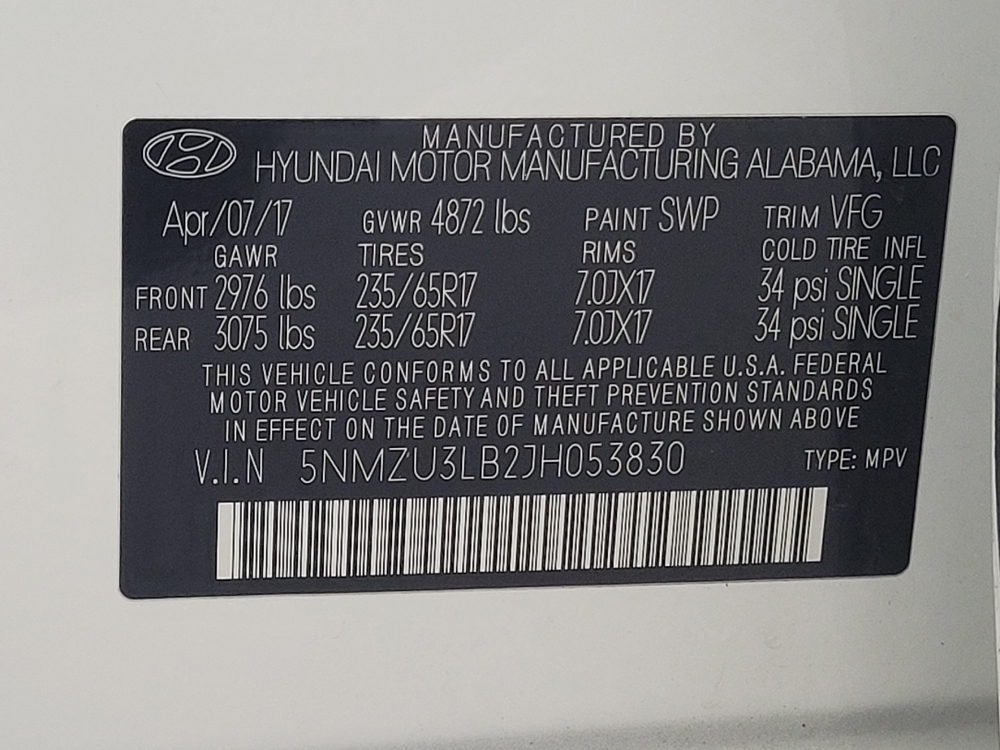 MANUFACTURED BY
HYUNDAI MOTOR MANUFACTURING ALABAMA, LLC
Apr/07/17 GVWR 4872 lbs PAINT SWP TRIM VFG
GAWR TIRES RIMS COLD TIRE INFL
FRONT 2976 lbs 235/65R17 7.0JX17 34 psi SINGLE
REAR 3075 lbs 235/65R17 7.0JX17 34 psi SINGLE
THIS VEHICLE CONFORMS TO ALL APPLICABLE U.S.A. FEDERAL
MOTOR VEHICLE SAFETY AND THEFT PREVENTION STANDARDS
IN EFFECT ON THE DATE OF MANUFACTURE SHOWN ABOVE
V.I.N 5NMZU3LB2JH053830 TYPE: MPV